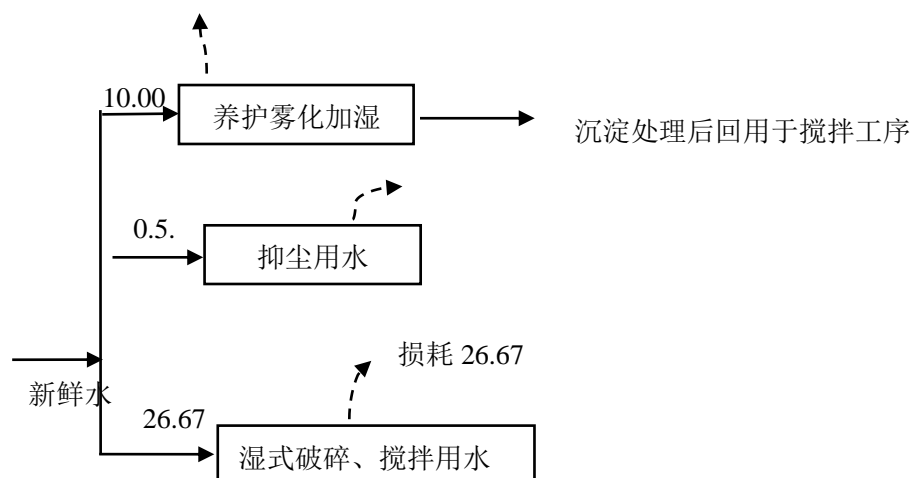 10.00
养护雾化加湿
沉淀处理后回用于搅拌工序
0.5.
抑尘用水
损耗 26.67
新鲜水
26.67
湿式破碎、搅拌用水